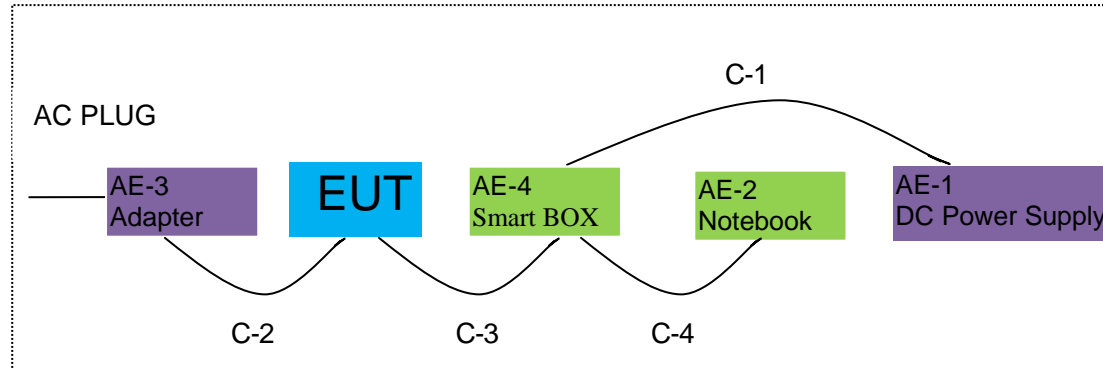 C-1
AC PLUG
AE-3
Adapter
EUT
AE-4
Smart BOX
AE-2
Notebook
AE-1
DC Power Supply
C-2
C-3
C-4